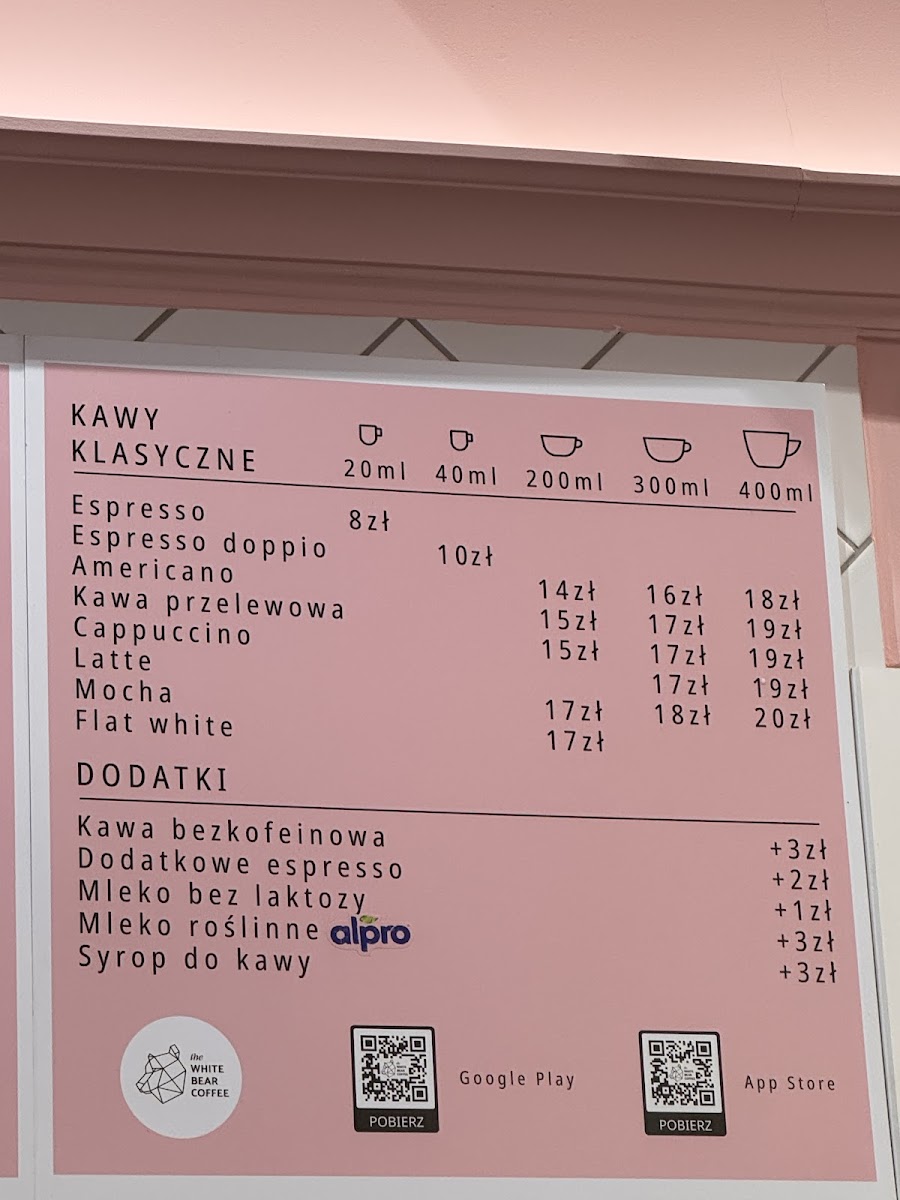 KAWY
KLASYCZNE 20ml 40ml 200ml 300ml 400ml
Espresso 8zł
Espresso doppio 10zł
Americano 14zł 16zł 18zł
Kawa przelewowa 15zł 17zł 19zł
Cappuccino 15zł 17zł 19zł
Latte 17zł 19zł
Mocha 17zł 18zł 20zł
Flat white 17zł
DODATKI
Kawa bezkofeinowa +3zł
Dodatkowe espresso +2zł
Mleko bez laktozy +1zł
Mleko roślinne alpro +3zł
Syrop do kawy +3zł
the
WHITE
BEAR
COFFEE
POBIERZ
Google Play
POBIERZ
App Store